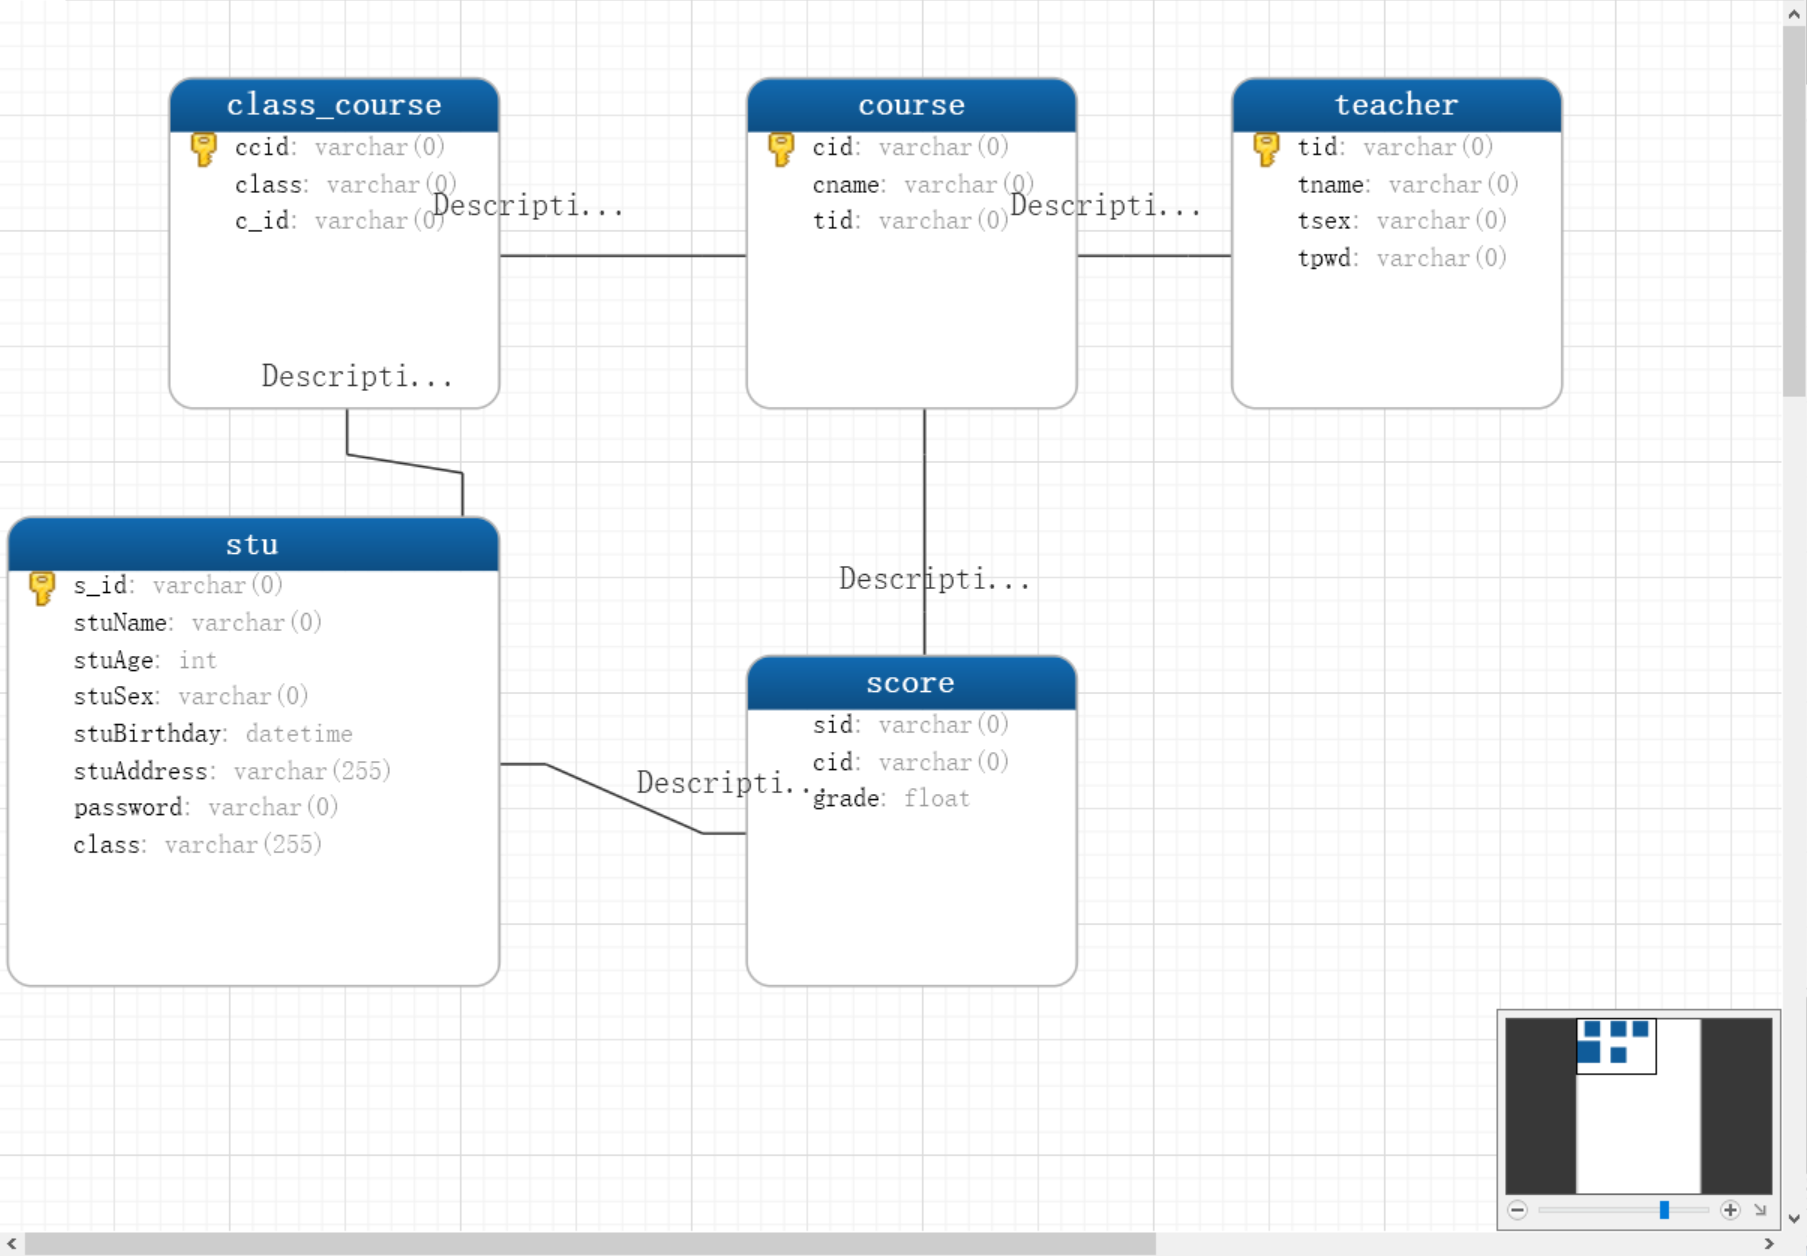 class_course
ccid: varchar(0)
class: varchar(0)
c_id: varchar(0)
Descripti...
Descripti...
course
cid: varchar(0)
cname: varchar(0)
tid: varchar(0)
Descripti...
teacher
tid: varchar(0)
tname: varchar(0)
tsex: varchar(0)
tpwd: varchar(0)
stu
s_id: varchar(0)
stuName: varchar(0)
stuAge: int
stuSex: varchar(0)
stuBirthday: datetime
stuAddress: varchar(255)
password: varchar(0)
class: varchar(255)
Descripti...
Descripti...
score
sid: varchar(0)
cid: varchar(0)
grade: float